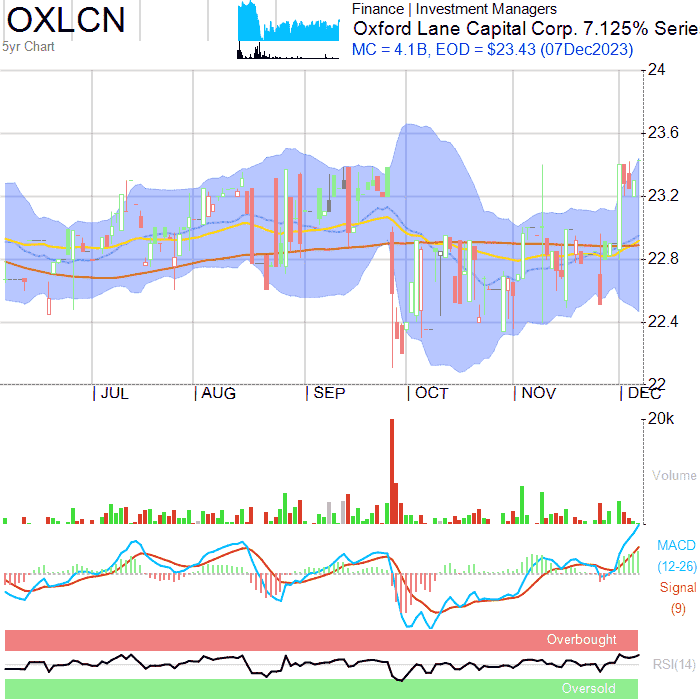 OXLCN
5yr Chart
Finance | Investment Managers
Oxford Lane Capital Corp. 7.125% Serie
MC = 4.1B, EOD = $23.43 (07Dec2023)
24
23.6
23.2
22.8
22.4
22
JUL
AUG
SEP
OCT
NOV
DEC
20k
Volume
MACD
(12-26)
Signal
(9)
Overbought
RSI(14)
Oversold